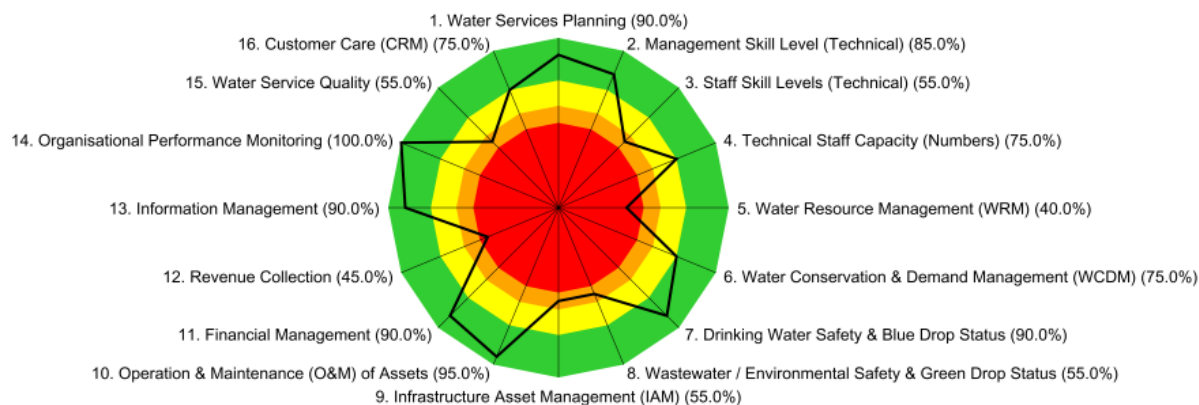 1. Water Services Planning (90.0%)
2. Management Skill Level (Technical) (85.0%)
3. Staff Skill Levels (Technical) (55.0%)
4. Technical Staff Capacity (Numbers) (75.0%)
5. Water Resource Management (WRM) (40.0%)
6. Water Conservation & Demand Management (WCDM) (75.0%)
7. Drinking Water Safety & Blue Drop Status (90.0%)
8. Wastewater / Environmental Safety & Green Drop Status (55.0%)
9. Infrastructure Asset Management (IAM) (55.0%)
10. Operation & Maintenance (O&M) of Assets (95.0%)
11. Financial Management (90.0%)
12. Revenue Collection (45.0%)
13. Information Management (90.0%)
14. Organisational Performance Monitoring (100.0%)
15. Water Service Quality (55.0%)
16. Customer Care (CRM) (75.0%)